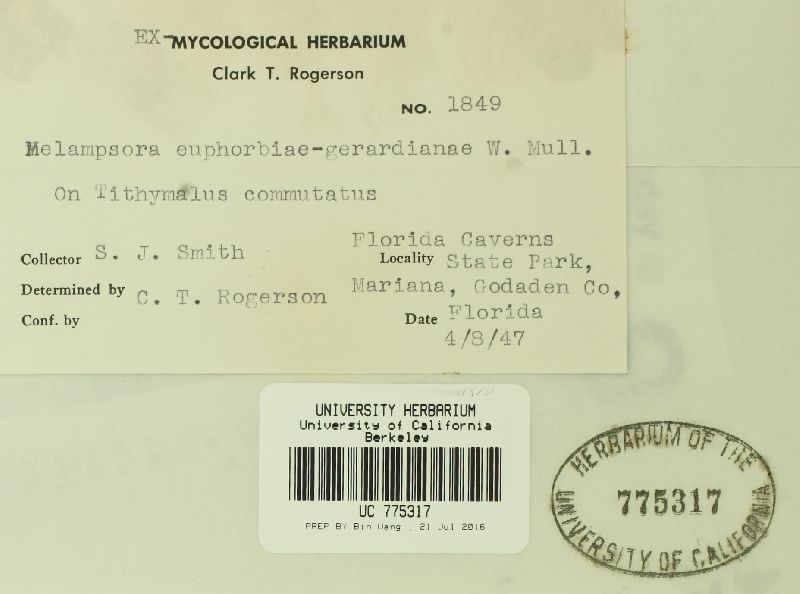 EX-MYCOLOGICAL HERBARIUM
Clark T. Rogerson
NO. 1849
Melampsora euphorbiae-gerardianae W. Mull.
On Tithymalus commutatus
Collector S. J. Smith
Florida Caverns
Locality State Park,
Determined by C. T. Rogerson
Mariana, Godaden Co,
Florida
Conf. by
Date 4/8/47
UNIVERSITY HERBARIUM
University of California
Berkeley
UC 775317
PREP BY Bin Wang , 21 Jul 2016
HERBARIUM OF THE
775317
UNIVERSITY OF CALIFORNIA